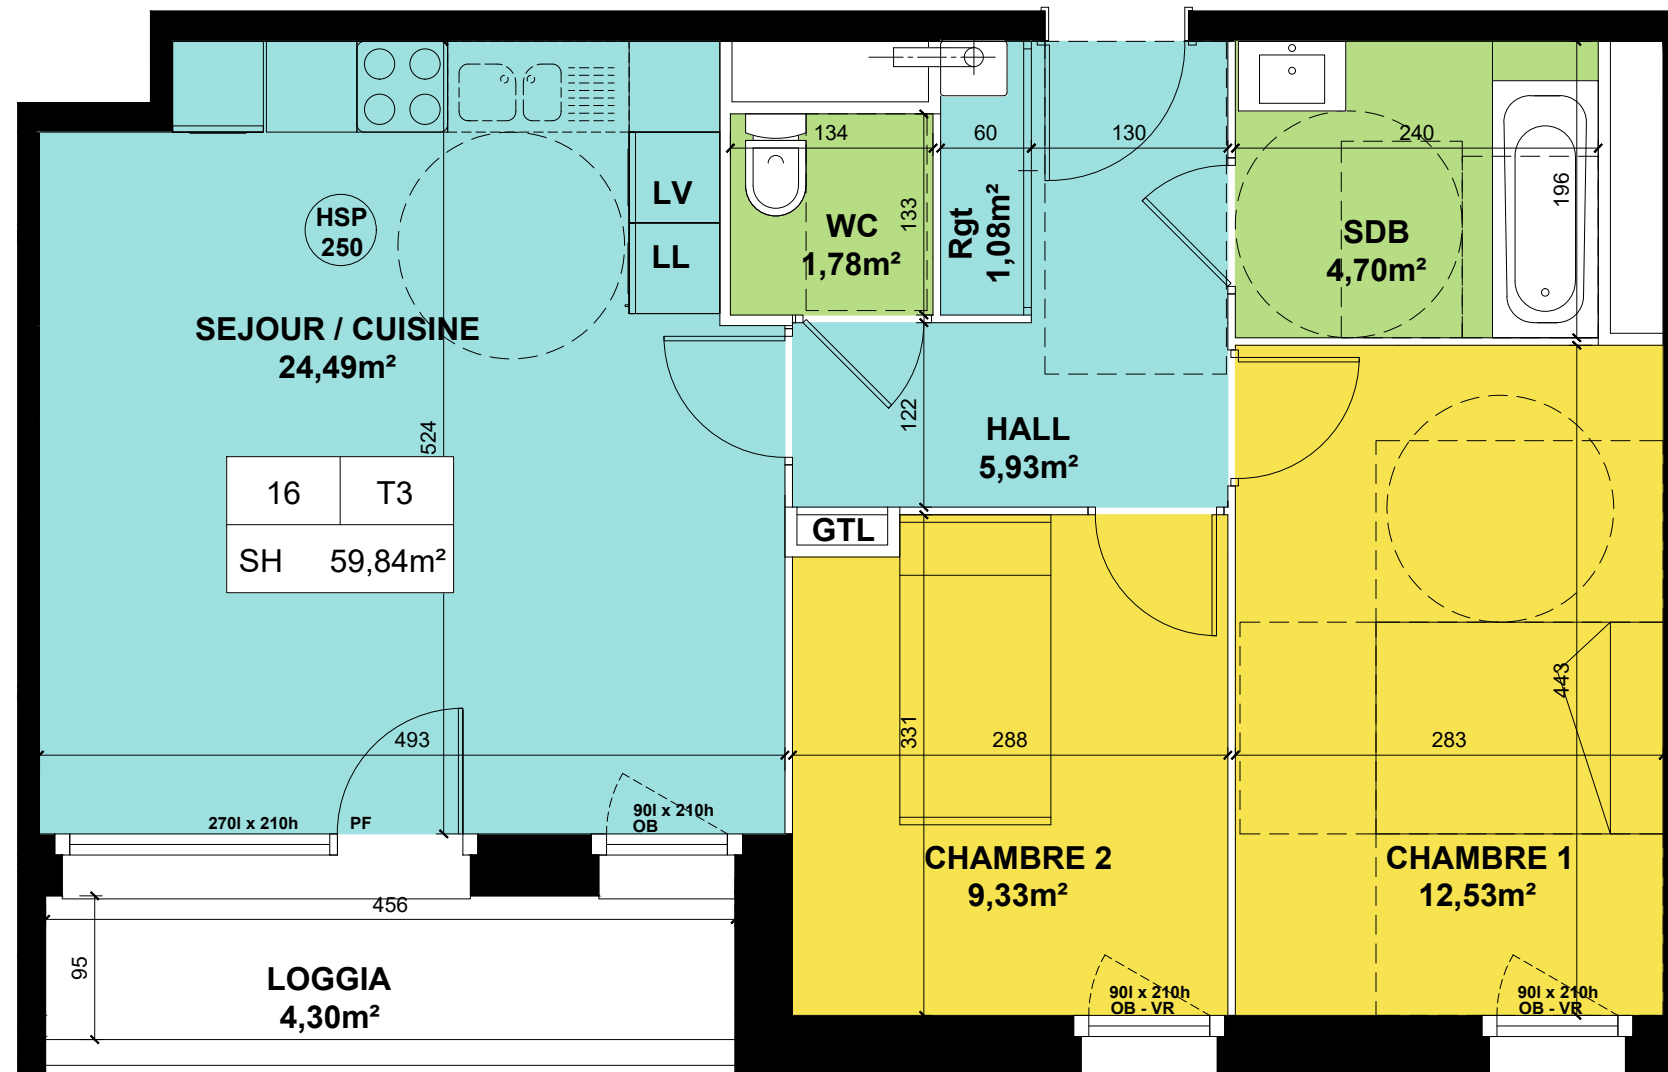 134
60
130
240
LV
LL
HSP
250
WC
1,78m²
133
Rgt
1,08m²
196
SDB
4,70m²
SEJOUR / CUISINE
24,49m²
524
122
HALL
5,93m²
16
T3
SH
59,84m²
GTL
443
331
493
288
283
270l x 210h
PF
90l x 210h
OB
CHAMBRE 2
9,33m²
CHAMBRE 1
12,53m²
456
95
LOGGIA
4,30m²
90l x 210h
OB - VR
90l x 210h
OB - VR